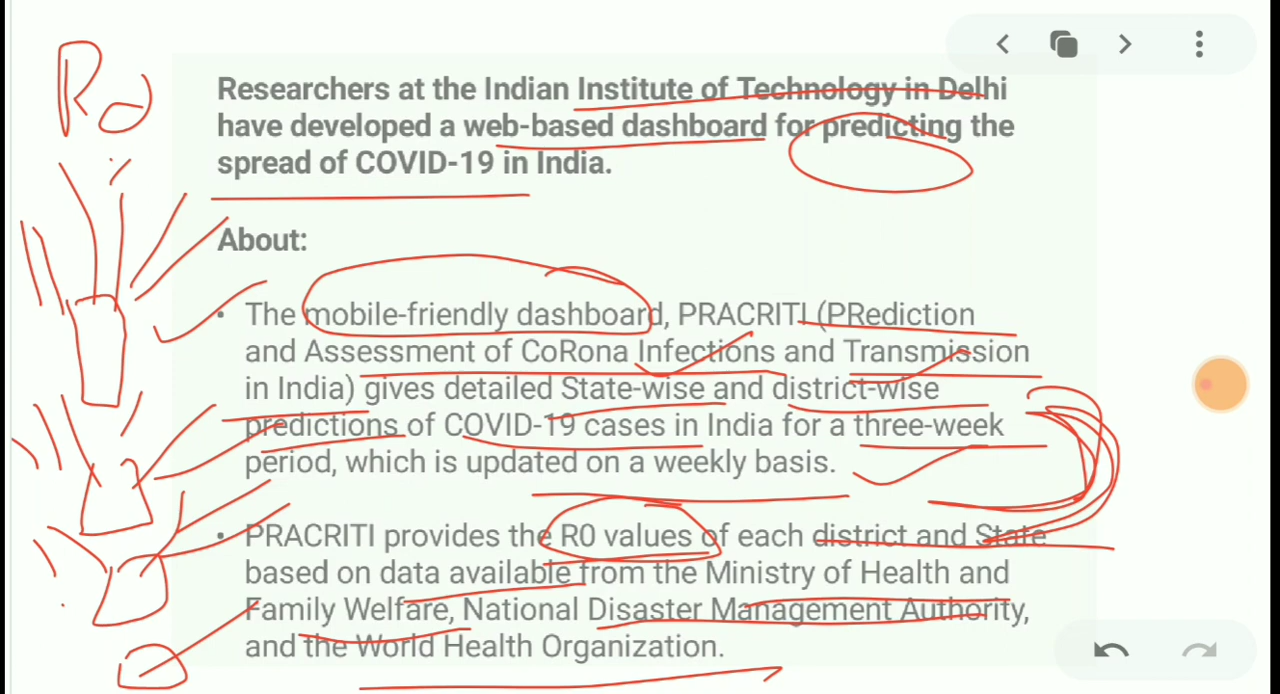 Ro
Researchers at the Indian Institute of Technology in Delhi
have developed a web-based dashboard for predicting the
spread of COVID-19 in India.
About:
• The mobile-friendly dashboard, PRACRITI (PRediction
and Assessment of CoRona Infections and Transmission
in India) gives detailed State-wise and district-wise
predictions of COVID-19 cases in India for a three-week
period, which is updated on a weekly basis.
• PRACRITI provides the R0 values of each district and State
based on data available from the Ministry of Health and
Family Welfare, National Disaster Management Authority,
and the World Health Organization.